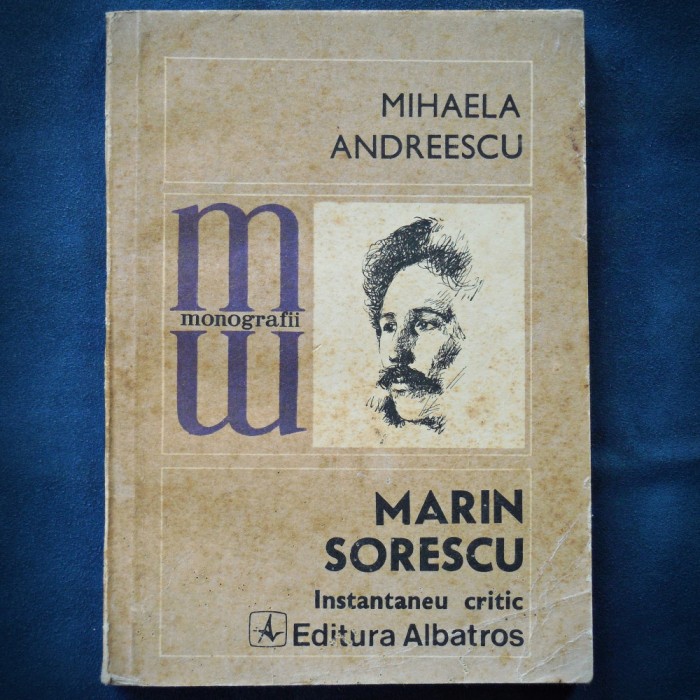 MIHAELA
ANDREESCU
m
monografii
m
MARIN
SORESCU
Instantaneu critic
A Editura Albatros